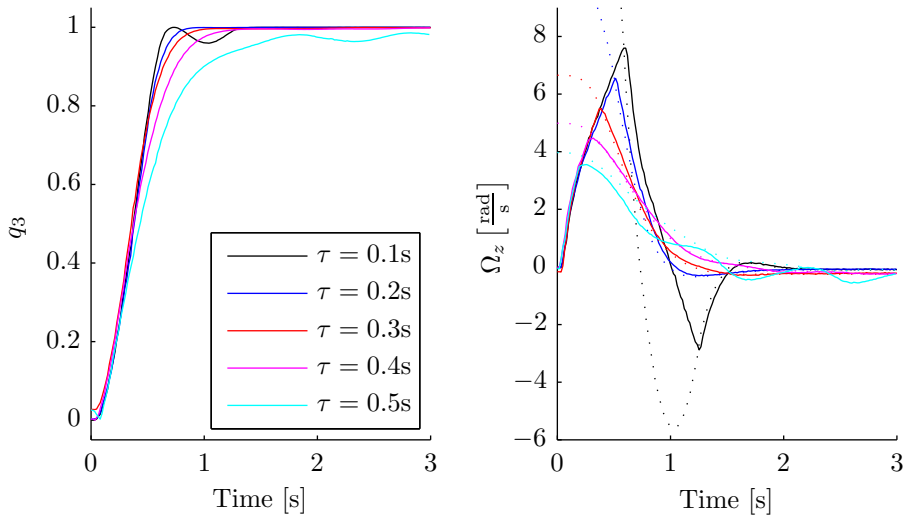 1
0.8
0.6
0.4
0.2
0
q₃
0 1 2 3
Time [s]
τ = 0.1s
τ = 0.2s
τ = 0.3s
τ = 0.4s
τ = 0.5s
8
6
4
2
0
−2
−4
−6
Ω_z [rad/s]
0 1 2 3
Time [s]